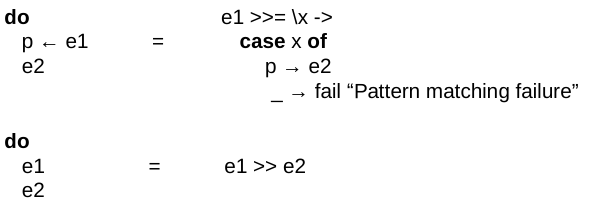 do e1 >>= \x ->
p ← e1 = case x of
e2 p → e2
_ → fail “Pattern matching failure”
do
e1 = e1 >> e2
e2